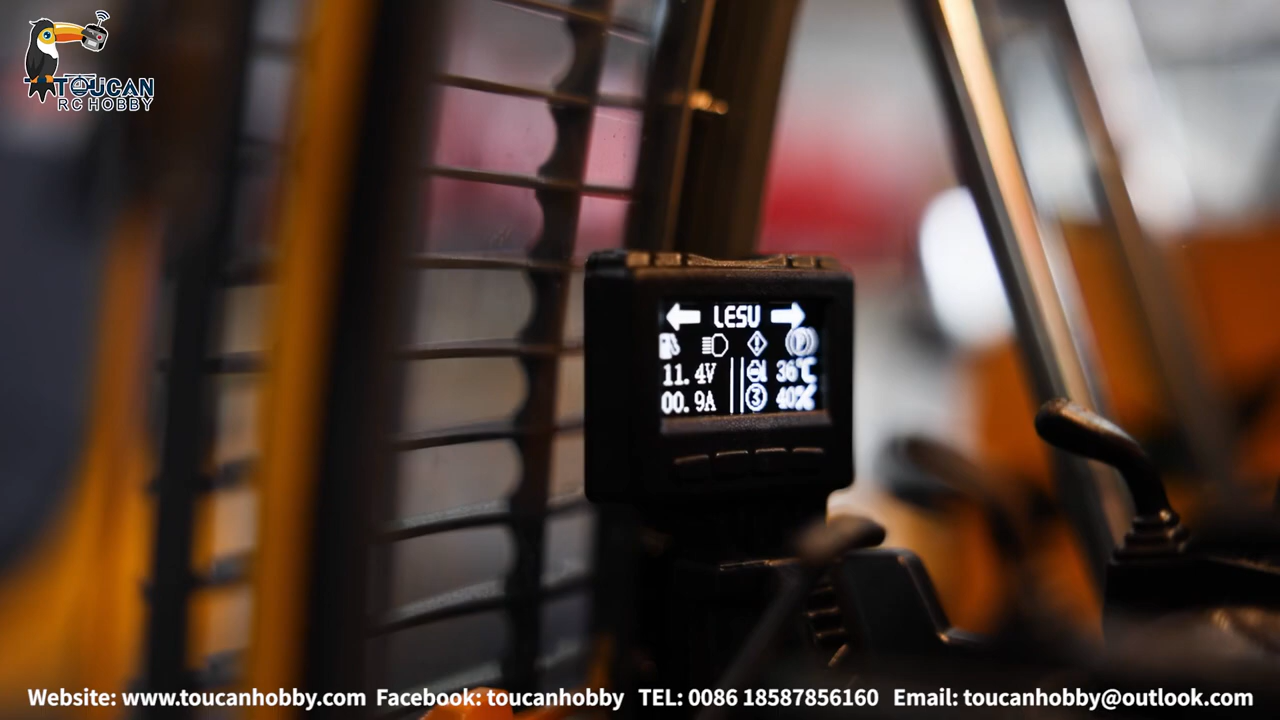 TOUCAN
RC HOBBY
LESU
11.4V 36℃
00.9A 3 40%
Website: www.toucanhobby.com Facebook: toucanhobby TEL: 0086 18587856160 Email: toucanhobby@outlook.com